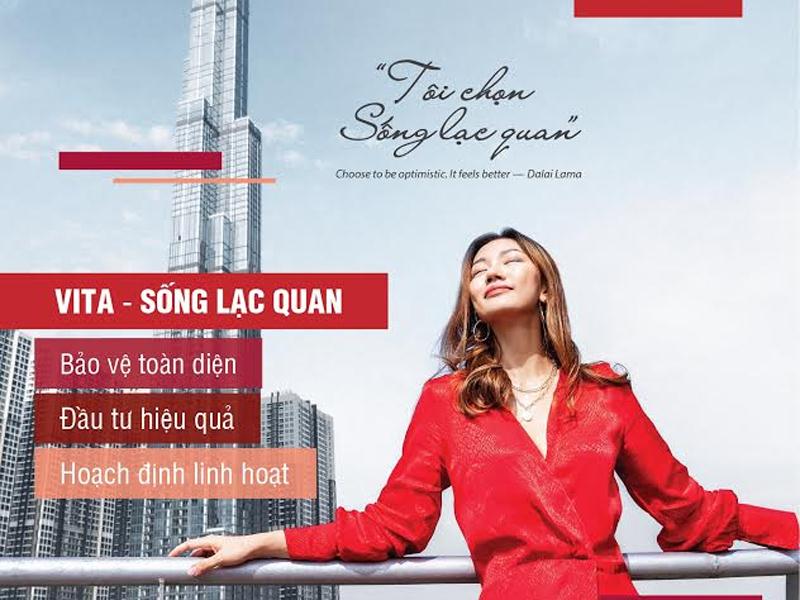 “Tôi chọn
Sống lạc quan”
Choose to be optimistic. It feels better — Dalai Lama
VITA - SỐNG LẠC QUAN
Bảo vệ toàn diện
Đầu tư hiệu quả
Hoạch định linh hoạt